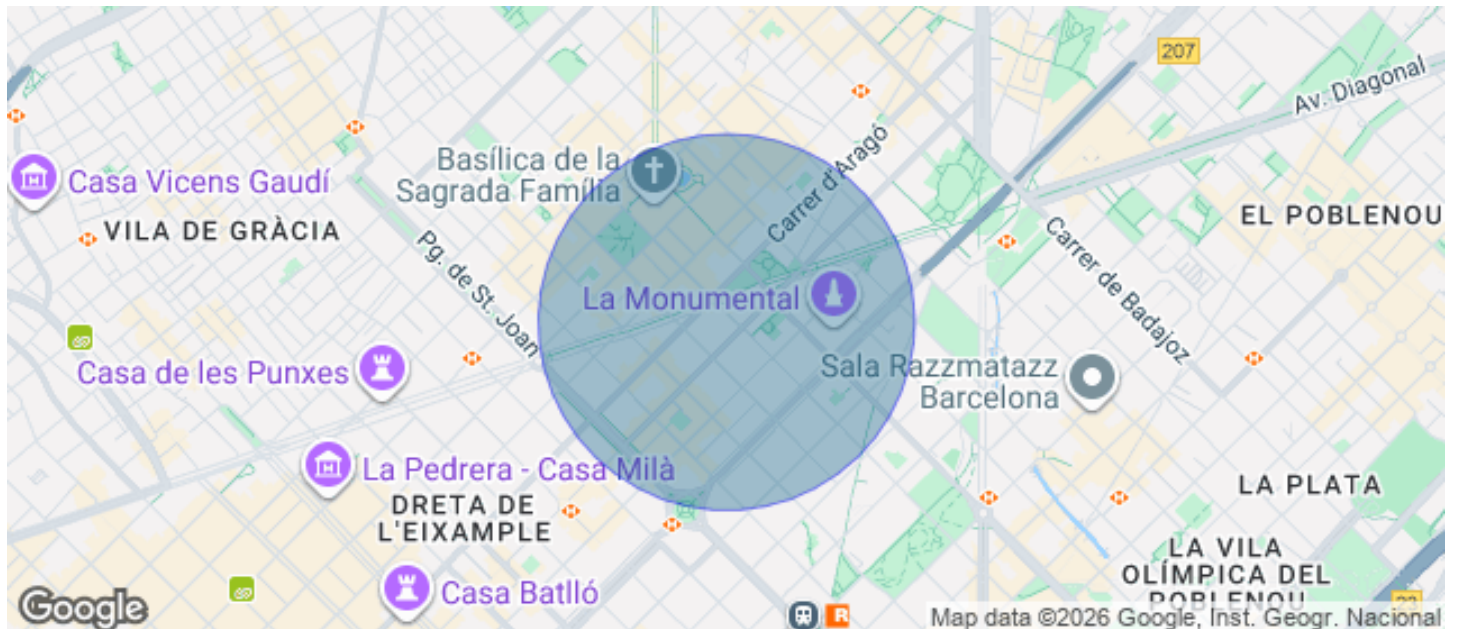 207
Av. Diagonal
Basílica de la
Sagrada Família
Carrer d'Aragó
Casa Vicens Gaudí
VILA DE GRÀCIA
EL POBLENOU
Pg. de St. Joan
Carrer de Badajoz
La Monumental
Casa de les Punxes
Sala Razzmatazz
Barcelona
La Pedrera - Casa Milà
DRETA DE
L'EIXAMPLE
LA PLATA
LA VILA
OLÍMPICA DEL
POBLENOU
Casa Batlló
23
Google
R
Map data ©2026 Google, Inst. Geogr. Nacional